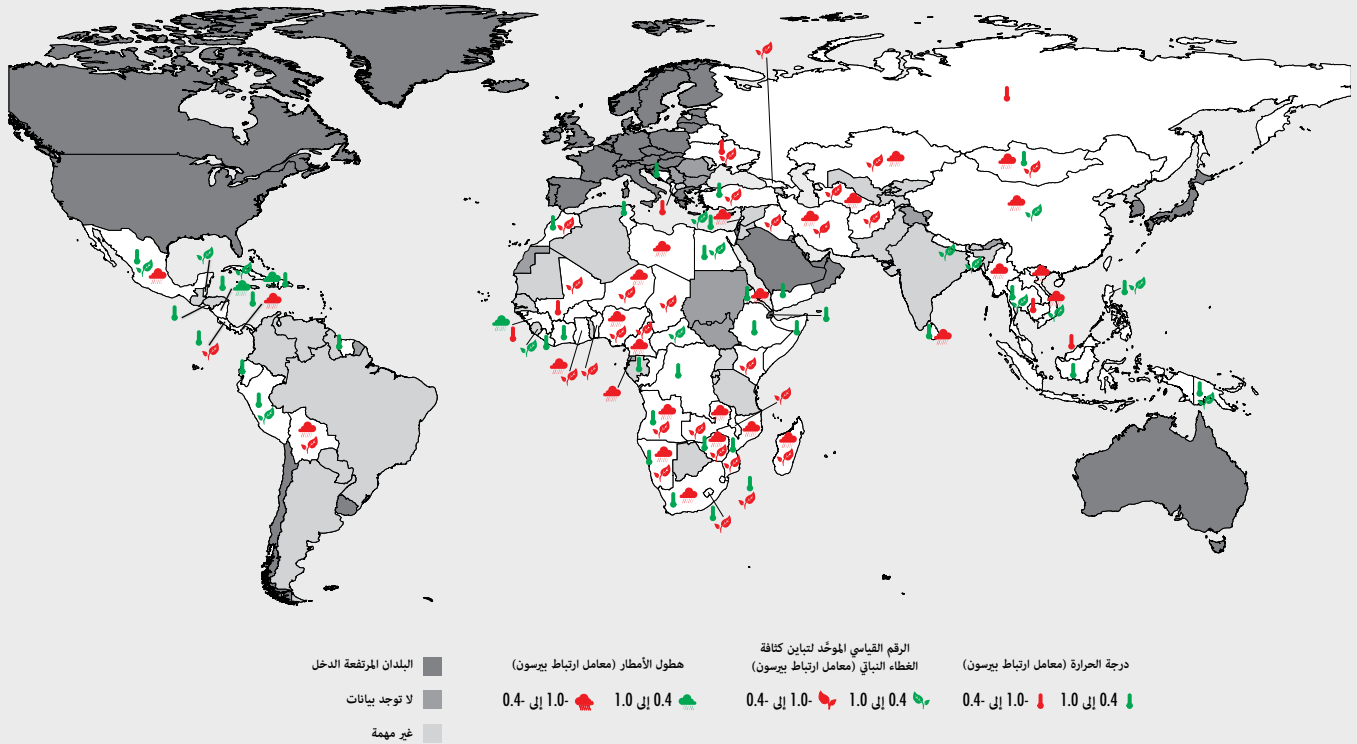 درجة الحرارة (معامل ارتباط بيرسون)
0.4 إلى 1.0
-1.0 إلى -0.4
الرقم القياسي الموحَّد لتباين كثافة
الغطاء النباتي (معامل ارتباط بيرسون)
0.4 إلى 1.0
-1.0 إلى -0.4
هطول الأمطار (معامل ارتباط بيرسون)
0.4 إلى 1.0
-1.0 إلى -0.4
البلدان المرتفعة الدخل
لا توجد بيانات
غير مهمة